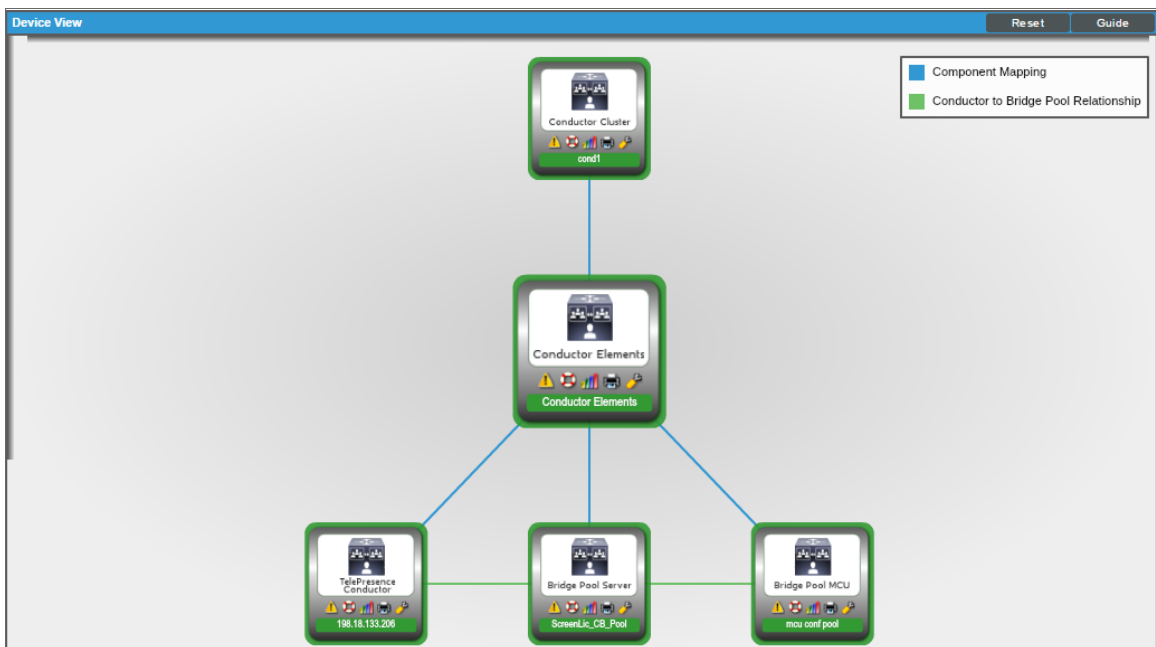 Device View
Reset
Guide
Component Mapping
Conductor to Bridge Pool Relationship
Conductor Cluster
cond1
Conductor Elements
Conductor Elements
TelePresence
Conductor
198.18.133.206
Bridge Pool Server
ScreenLic_CB_Pool
Bridge Pool MCU
mcu conf pool